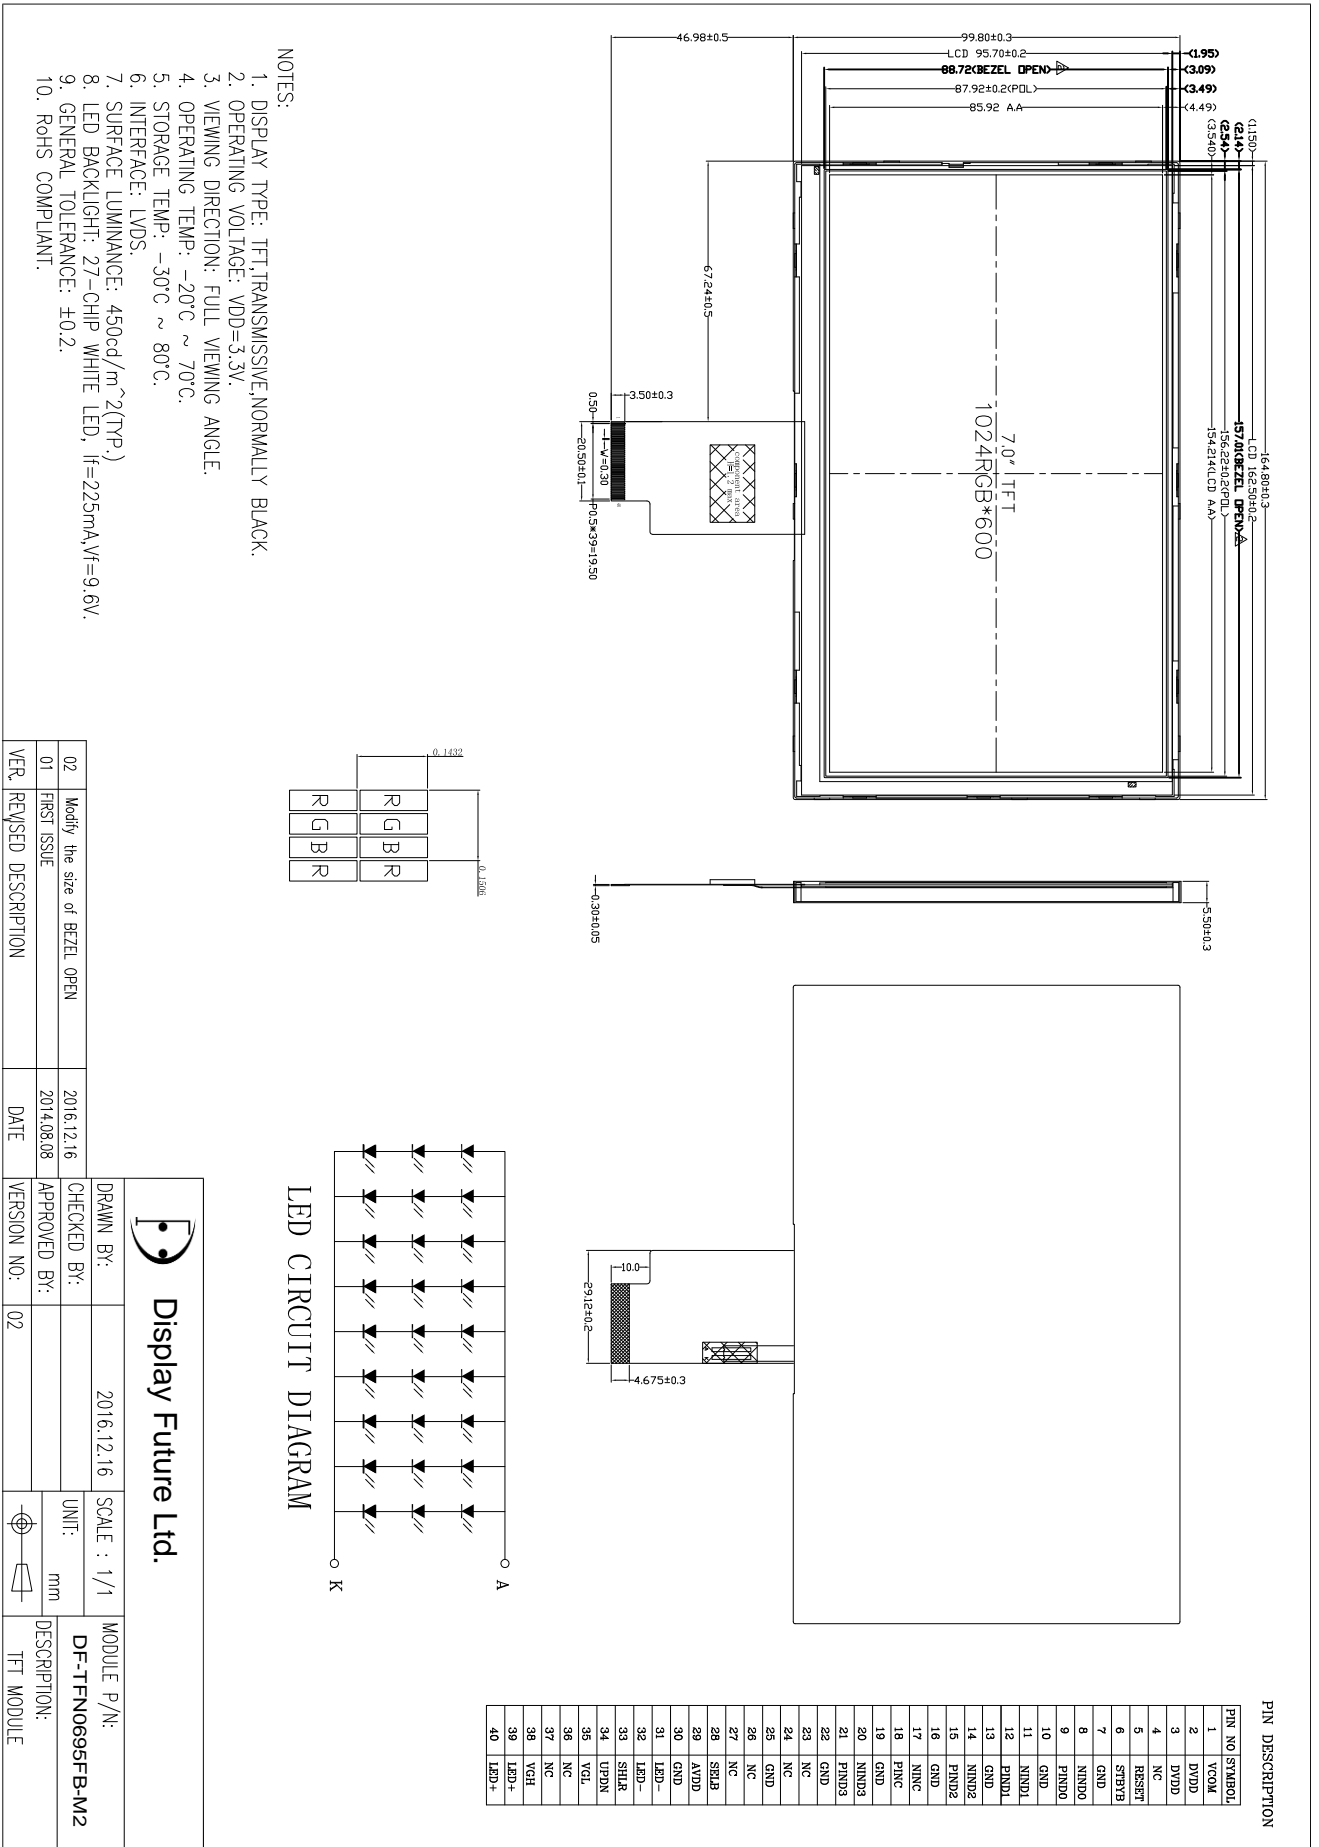 164.80±0.3
LCD 162.50±0.2
157.01(BEZEL OPEN) 2
156.22±0.2(POL)
154.214(LCD A.A)
(1.150)
(2.14)
(2.54)
(3.540)
(1.95)
(3.09)
(3.49)
(4.49)
99.80±0.3
LCD 95.70±0.2
88.72(BEZEL OPEN) 2
87.92±0.2(POL)
85.92 A.A
46.98±0.5
7.0" TFT
1024RGB*600
67.24±0.5
component area
3.50±0.3
0.50
W=0.30
20.50±0.1
P0.5*39=19.50
5.50±0.3
0.30±0.05
10.0
29.12±0.2
4.675±0.3
PIN DESCRIPTION
PIN NO SYMBOL
1 VCOM
2 DVDD
3 DVDD
4 NC
5 RESET
6 STBYB
7 GND
8 NIND0
9 PIND0
10 GND
11 NIND1
12 PIND1
13 GND
14 NIND2
15 PIND2
16 GND
17 NINC
18 PINC
19 GND
20 NIND3
21 PIND3
22 GND
23 NC
24 NC
25 GND
26 NC
27 NC
28 SELB
29 AVDD
30 GND
31 LED-
32 LED-
33 SHLR
34 UPDN
35 VGL
36 NC
37 NC
38 VGH
39 LED+
40 LED+
0.1432
0.1506
R G B R
R G B R
A
K
LED CIRCUIT DIAGRAM
NOTES:
1. DISPLAY TYPE: TFT,TRANSMISSIVE,NORMALLY BLACK.
2. OPERATING VOLTAGE: VDD=3.3V.
3. VIEWING DIRECTION: FULL VIEWING ANGLE.
4. OPERATING TEMP: -20°C ~ 70°C.
5. STORAGE TEMP: -30°C ~ 80°C.
6. INTERFACE: LVDS.
7. SURFACE LUMINANCE: 450cd/m^2(TYP.)
8. LED BACKLIGHT: 27-CHIP WHITE LED, If=225mA,Vf=9.6V.
9. GENERAL TOLERANCE: ±0.2.
10. RoHS COMPLIANT.
02 Modify the size of BEZEL OPEN 2016.12.16
01 FIRST ISSUE 2014.08.08
VER. REVISED DESCRIPTION DATE
Display Future Ltd.
DRAWN BY: 2016.12.16
CHECKED BY:
APPROVED BY:
VERSION NO: 02
SCALE : 1/1
UNIT:
mm
MODULE P/N:
DF-TFN0695FB-M2
DESCRIPTION:
TFT MODULE